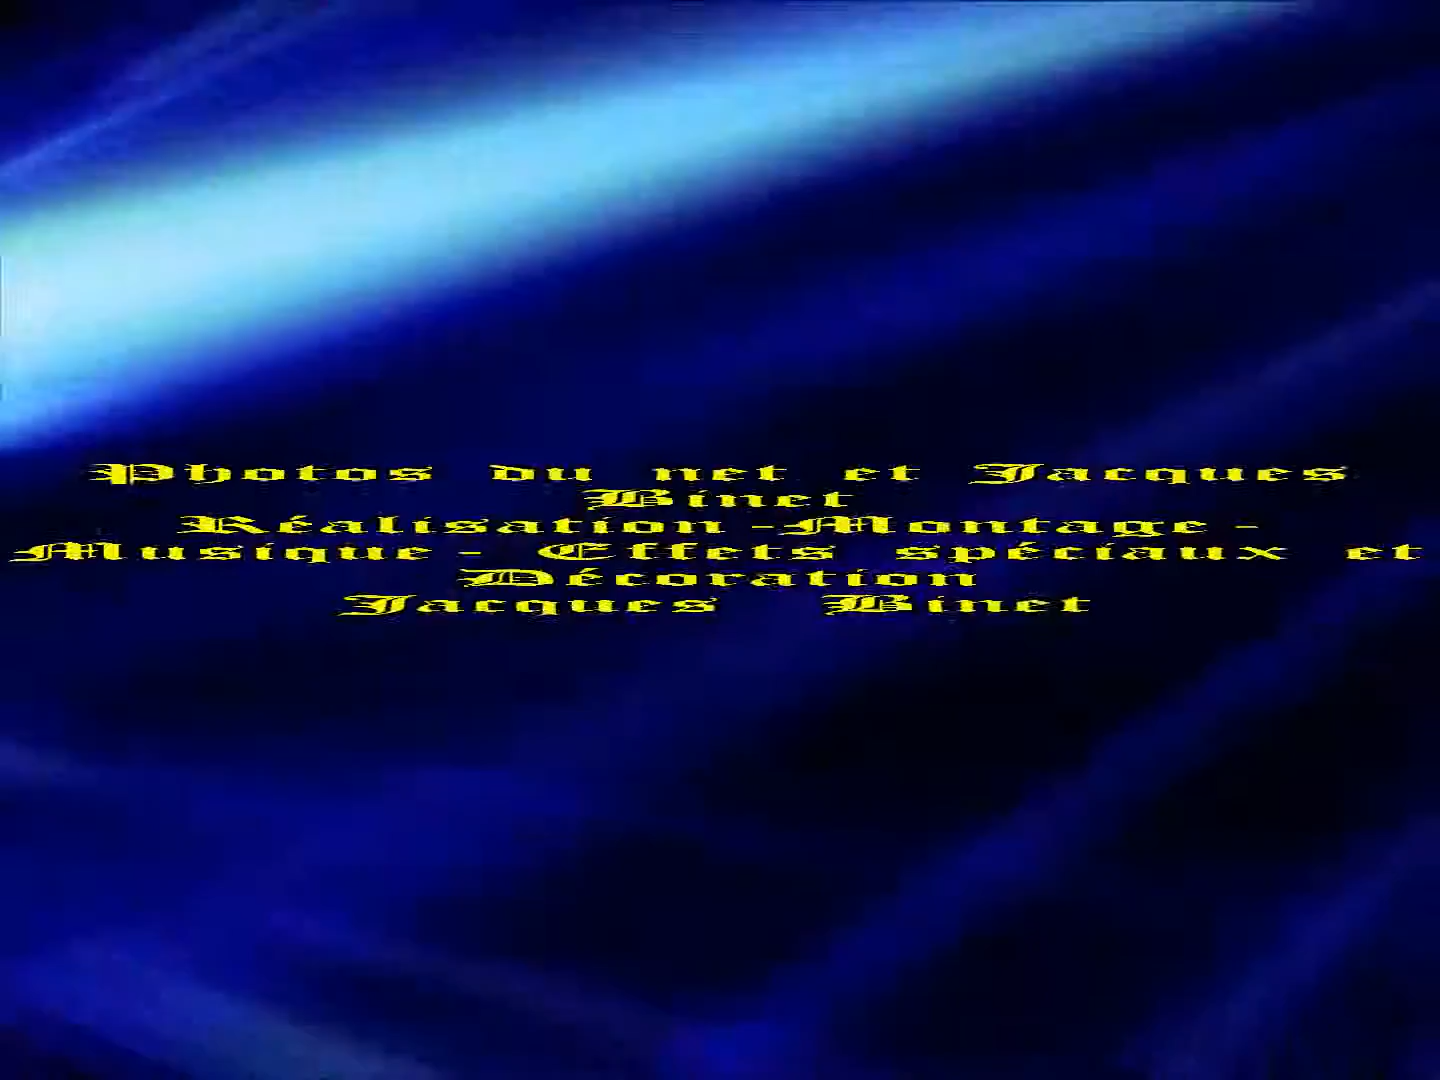 Photos du net et Jacques
Binet
Réalisation - Montage -
Musique - Effets spéciaux et
Décoration
Jacques Binet